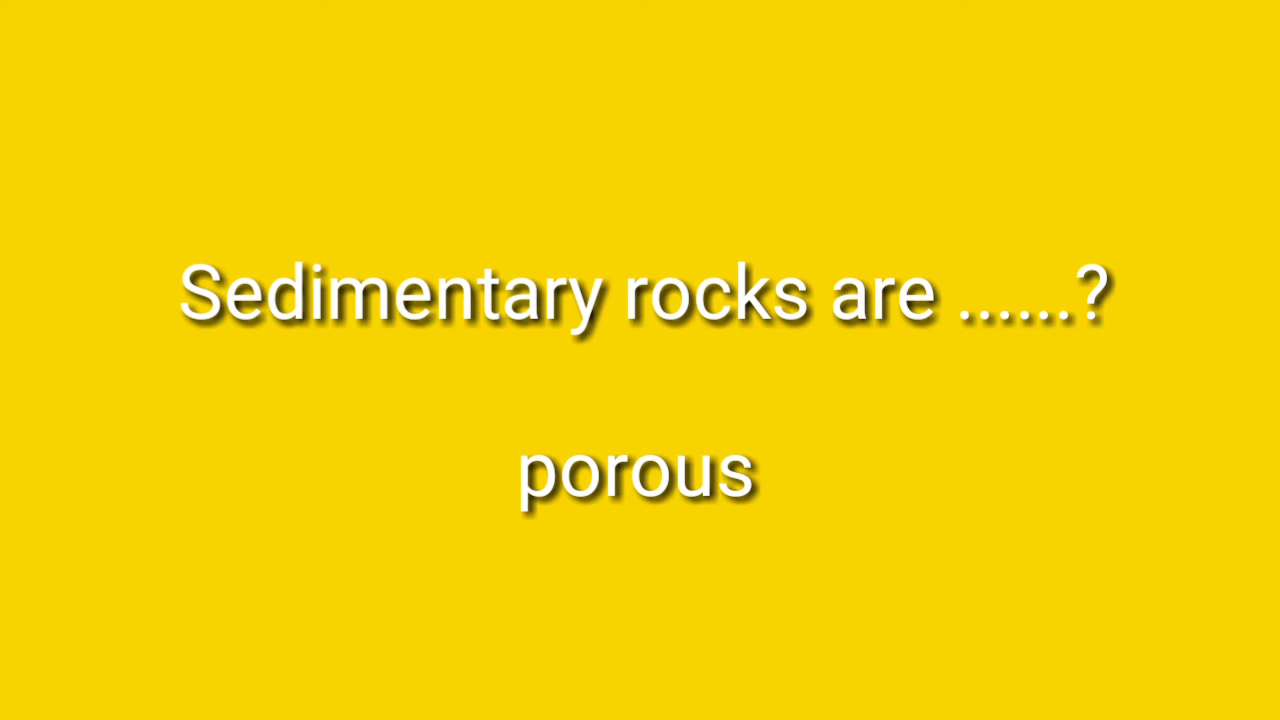 Sedimentary rocks are ......?
porous